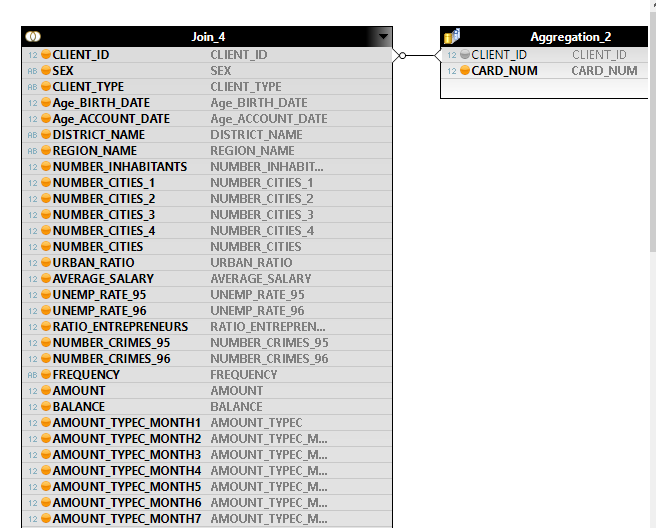 Join_4
12 CLIENT_ID CLIENT_ID
AB SEX SEX
AB CLIENT_TYPE CLIENT_TYPE
12 Age_BIRTH_DATE Age_BIRTH_DATE
12 Age_ACCOUNT_DATE Age_ACCOUNT_DATE
AB DISTRICT_NAME DISTRICT_NAME
AB REGION_NAME REGION_NAME
12 NUMBER_INHABITANTS NUMBER_INHABIT...
12 NUMBER_CITIES_1 NUMBER_CITIES_1
12 NUMBER_CITIES_2 NUMBER_CITIES_2
12 NUMBER_CITIES_3 NUMBER_CITIES_3
12 NUMBER_CITIES_4 NUMBER_CITIES_4
12 NUMBER_CITIES NUMBER_CITIES
12 URBAN_RATIO URBAN_RATIO
12 AVERAGE_SALARY AVERAGE_SALARY
12 UNEMP_RATE_95 UNEMP_RATE_95
12 UNEMP_RATE_96 UNEMP_RATE_96
12 RATIO_ENTREPRENEURS RATIO_ENTREPREN...
12 NUMBER_CRIMES_95 NUMBER_CRIMES_95
12 NUMBER_CRIMES_96 NUMBER_CRIMES_96
AB FREQUENCY FREQUENCY
12 AMOUNT AMOUNT
12 BALANCE BALANCE
12 AMOUNT_TYPEC_MONTH1 AMOUNT_TYPEC
12 AMOUNT_TYPEC_MONTH2 AMOUNT_TYPEC_M...
12 AMOUNT_TYPEC_MONTH3 AMOUNT_TYPEC_M...
12 AMOUNT_TYPEC_MONTH4 AMOUNT_TYPEC_M...
12 AMOUNT_TYPEC_MONTH5 AMOUNT_TYPEC_M...
12 AMOUNT_TYPEC_MONTH6 AMOUNT_TYPEC_M...
12 AMOUNT_TYPEC_MONTH7 AMOUNT_TYPEC_M...
Aggregation_2
12 CLIENT_ID CLIENT_ID
12 CARD_NUM CARD_NUM